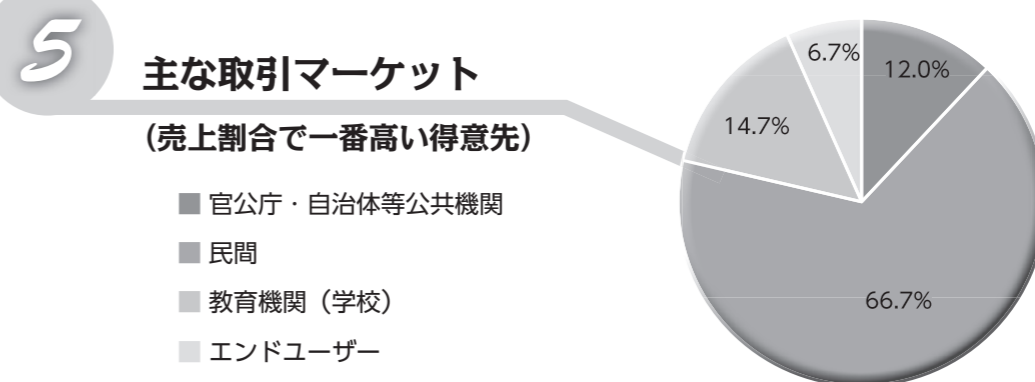 5
主な取引マーケット
（売上割合で一番高い得意先）
■ 官公庁・自治体等公共機関
■ 民間
■ 教育機関（学校）
■ エンドユーザー
6.7%
12.0%
14.7%
66.7%